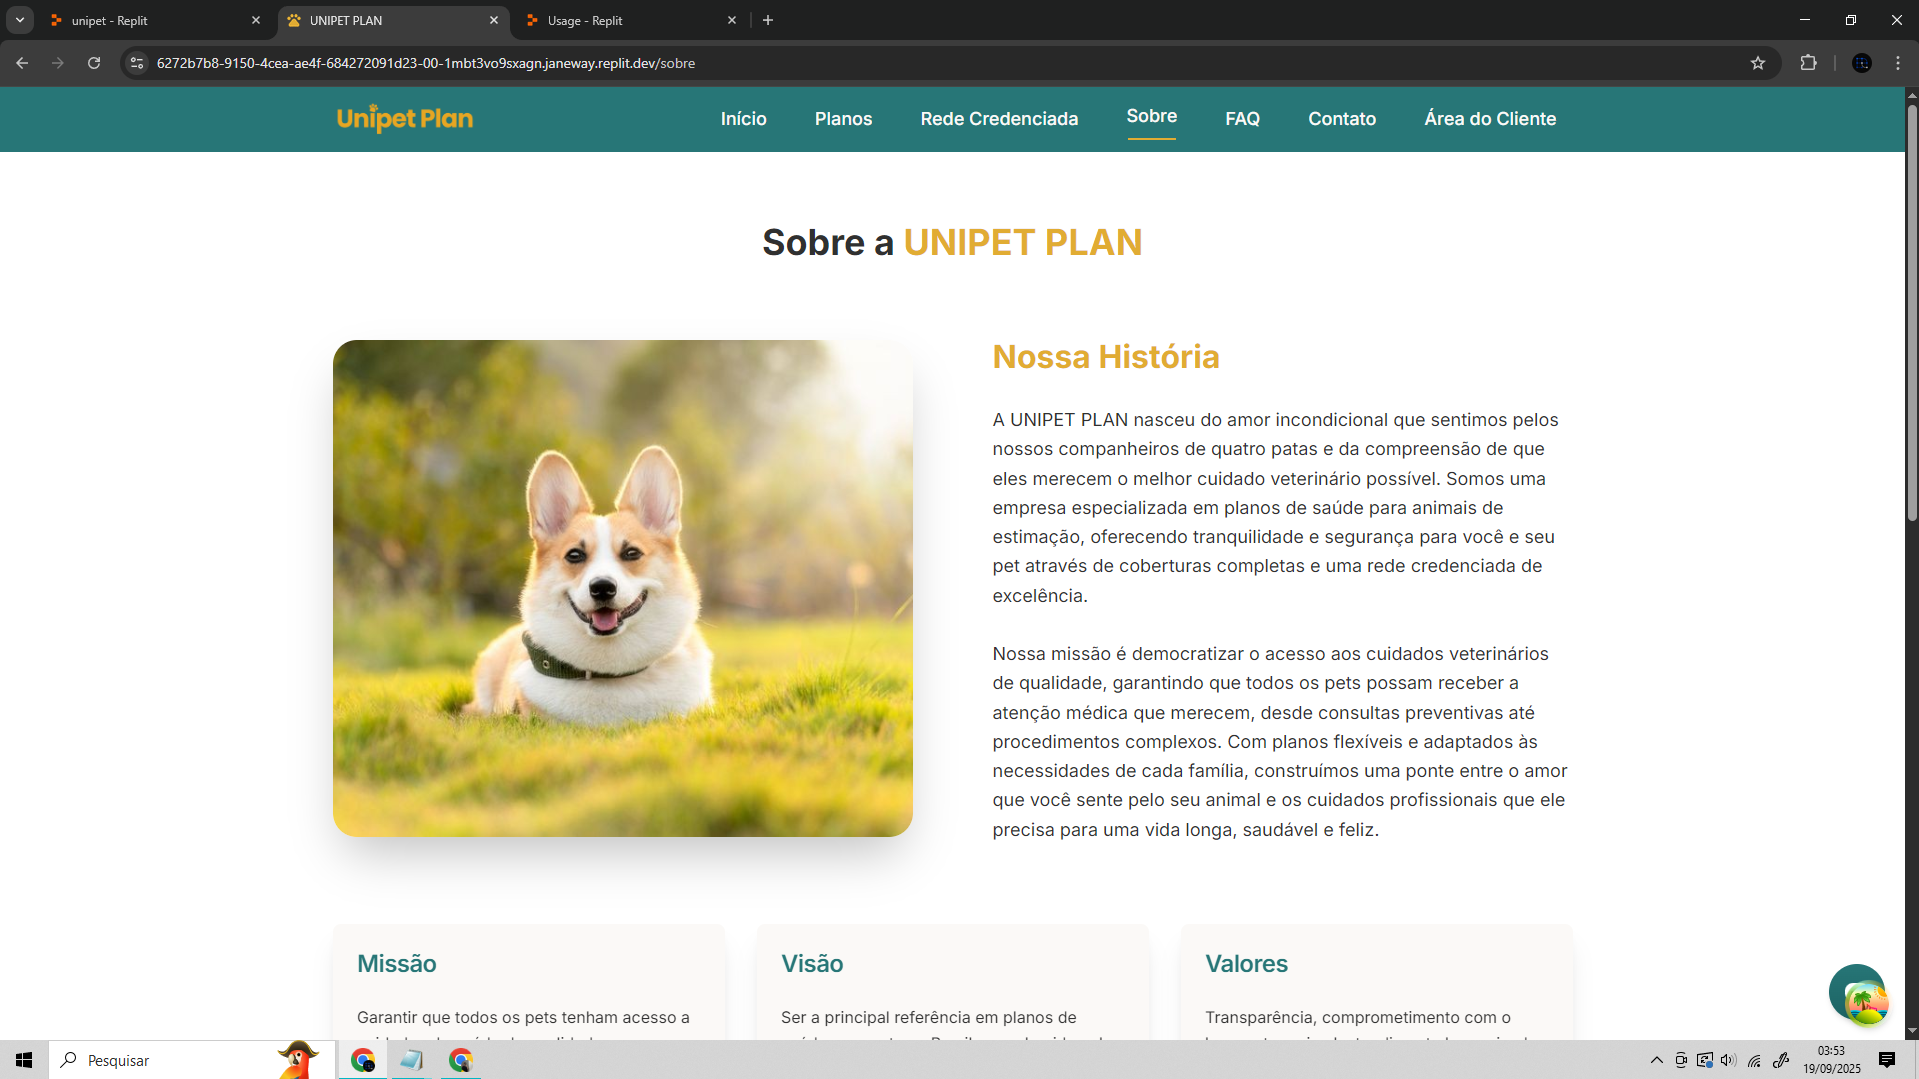 unipet - Replit
UNIPET PLAN
Usage - Replit
6272b7b8-9150-4cea-ae4f-684272091d23-00-1mbt3vo9sxagn.janeway.replit.dev/sobre
Unipet Plan
Início
Planos
Rede Credenciada
Sobre
FAQ
Contato
Área do Cliente
Sobre a UNIPET PLAN
Nossa História
A UNIPET PLAN nasceu do amor incondicional que sentimos pelos
nossos companheiros de quatro patas e da compreensão de que
eles merecem o melhor cuidado veterinário possível. Somos uma
empresa especializada em planos de saúde para animais de
estimação, oferecendo tranquilidade e segurança para você e seu
pet através de coberturas completas e uma rede credenciada de
excelência.
Nossa missão é democratizar o acesso aos cuidados veterinários
de qualidade, garantindo que todos os pets possam receber a
atenção médica que merecem, desde consultas preventivas até
procedimentos complexos. Com planos flexíveis e adaptados às
necessidades de cada família, construímos uma ponte entre o amor
que você sente pelo seu animal e os cuidados profissionais que ele
precisa para uma vida longa, saudável e feliz.
Missão
Garantir que todos os pets tenham acesso a
Visão
Ser a principal referência em planos de
Valores
Transparência, comprometimento com o
Pesquisar
03:53
19/09/2025